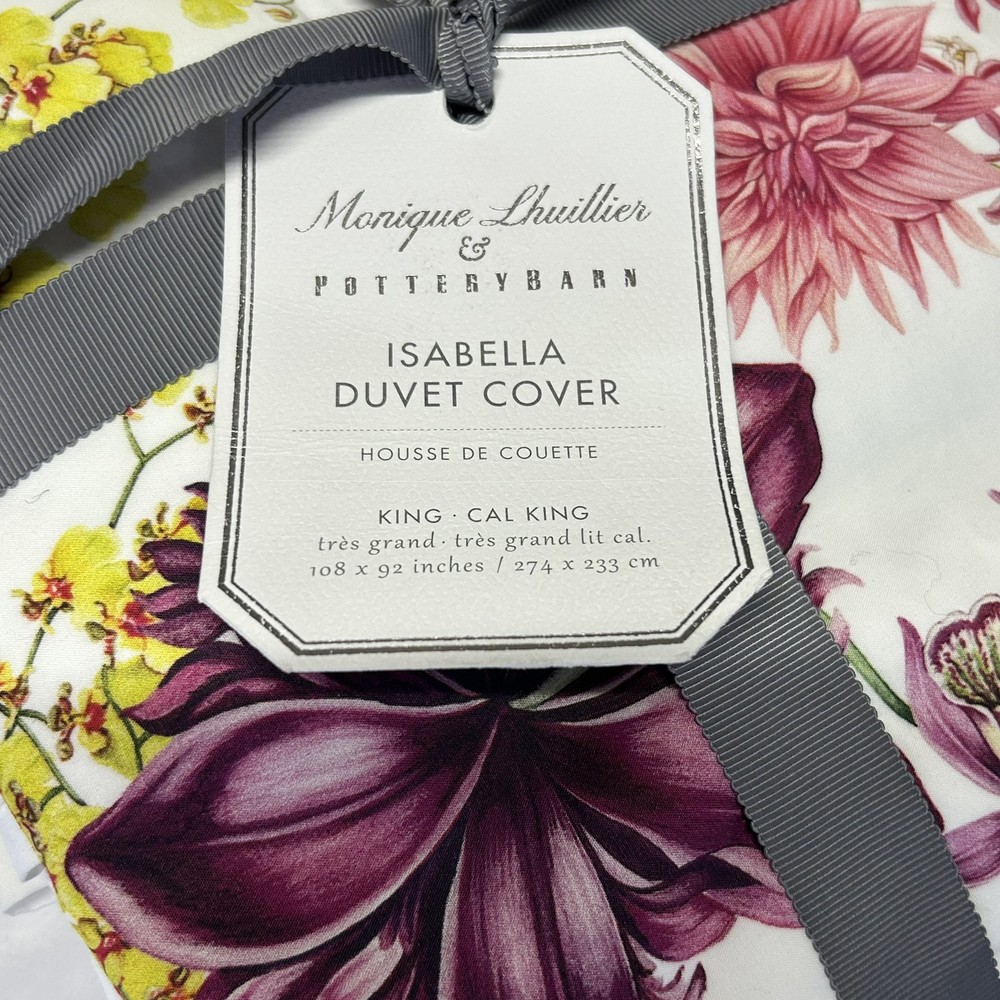 Monique Lhuillier
&
POTTERYBARN
ISABELLA
DUVET COVER
HOUSSE DE COUETTE
KING · CAL KING
très grand · très grand lit cal.
108 x 92 inches / 274 x 233 cm